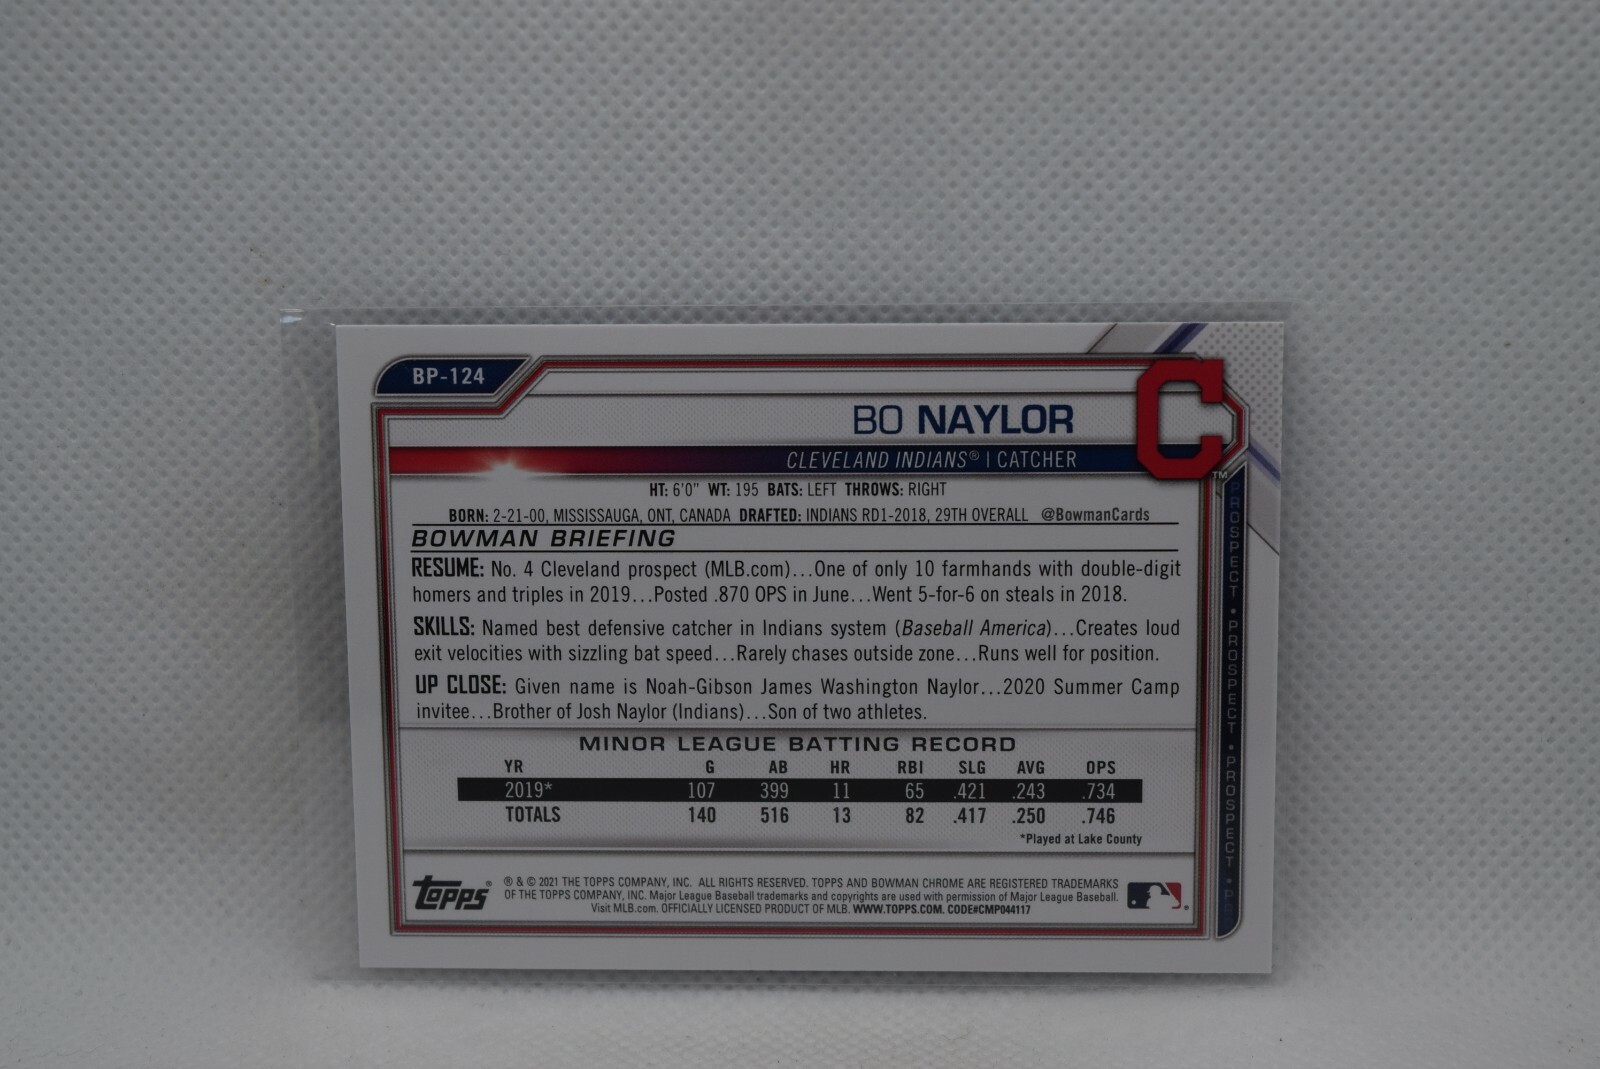 BP-124
BO NAYLOR
C
CLEVELAND INDIANS® | CATCHER
TM
HT: 6'0" WT: 195 BATS: LEFT THROWS: RIGHT
BORN: 2-21-00, MISSISSAUGA, ONT, CANADA DRAFTED: INDIANS RD1-2018, 29TH OVERALL @BowmanCards
BOWMAN BRIEFING
RESUME: No. 4 Cleveland prospect (MLB.com)...One of only 10 farmhands with double-digit
homers and triples in 2019...Posted .870 OPS in June...Went 5-for-6 on steals in 2018.
SKILLS: Named best defensive catcher in Indians system (Baseball America)...Creates loud
exit velocities with sizzling bat speed...Rarely chases outside zone...Runs well for position.
UP CLOSE: Given name is Noah-Gibson James Washington Naylor...2020 Summer Camp
invitee...Brother of Josh Naylor (Indians)...Son of two athletes.
MINOR LEAGUE BATTING RECORD
YR G AB HR RBI SLG AVG OPS
2019* 107 399 11 65 .421 .243 .734
TOTALS 140 516 13 82 .417 .250 .746
*Played at Lake County
Topps®
® & © 2021 THE TOPPS COMPANY, INC. ALL RIGHTS RESERVED. TOPPS AND BOWMAN CHROME ARE REGISTERED TRADEMARKS
OF THE TOPPS COMPANY, INC. Major League Baseball trademarks and copyrights are used with permission of Major League Baseball.
Visit MLB.com. OFFICIALLY LICENSED PRODUCT OF MLB. WWW.TOPPS.COM. CODE#CMP044117
PROSPECT • PROSPECT • PROSPECT • PR